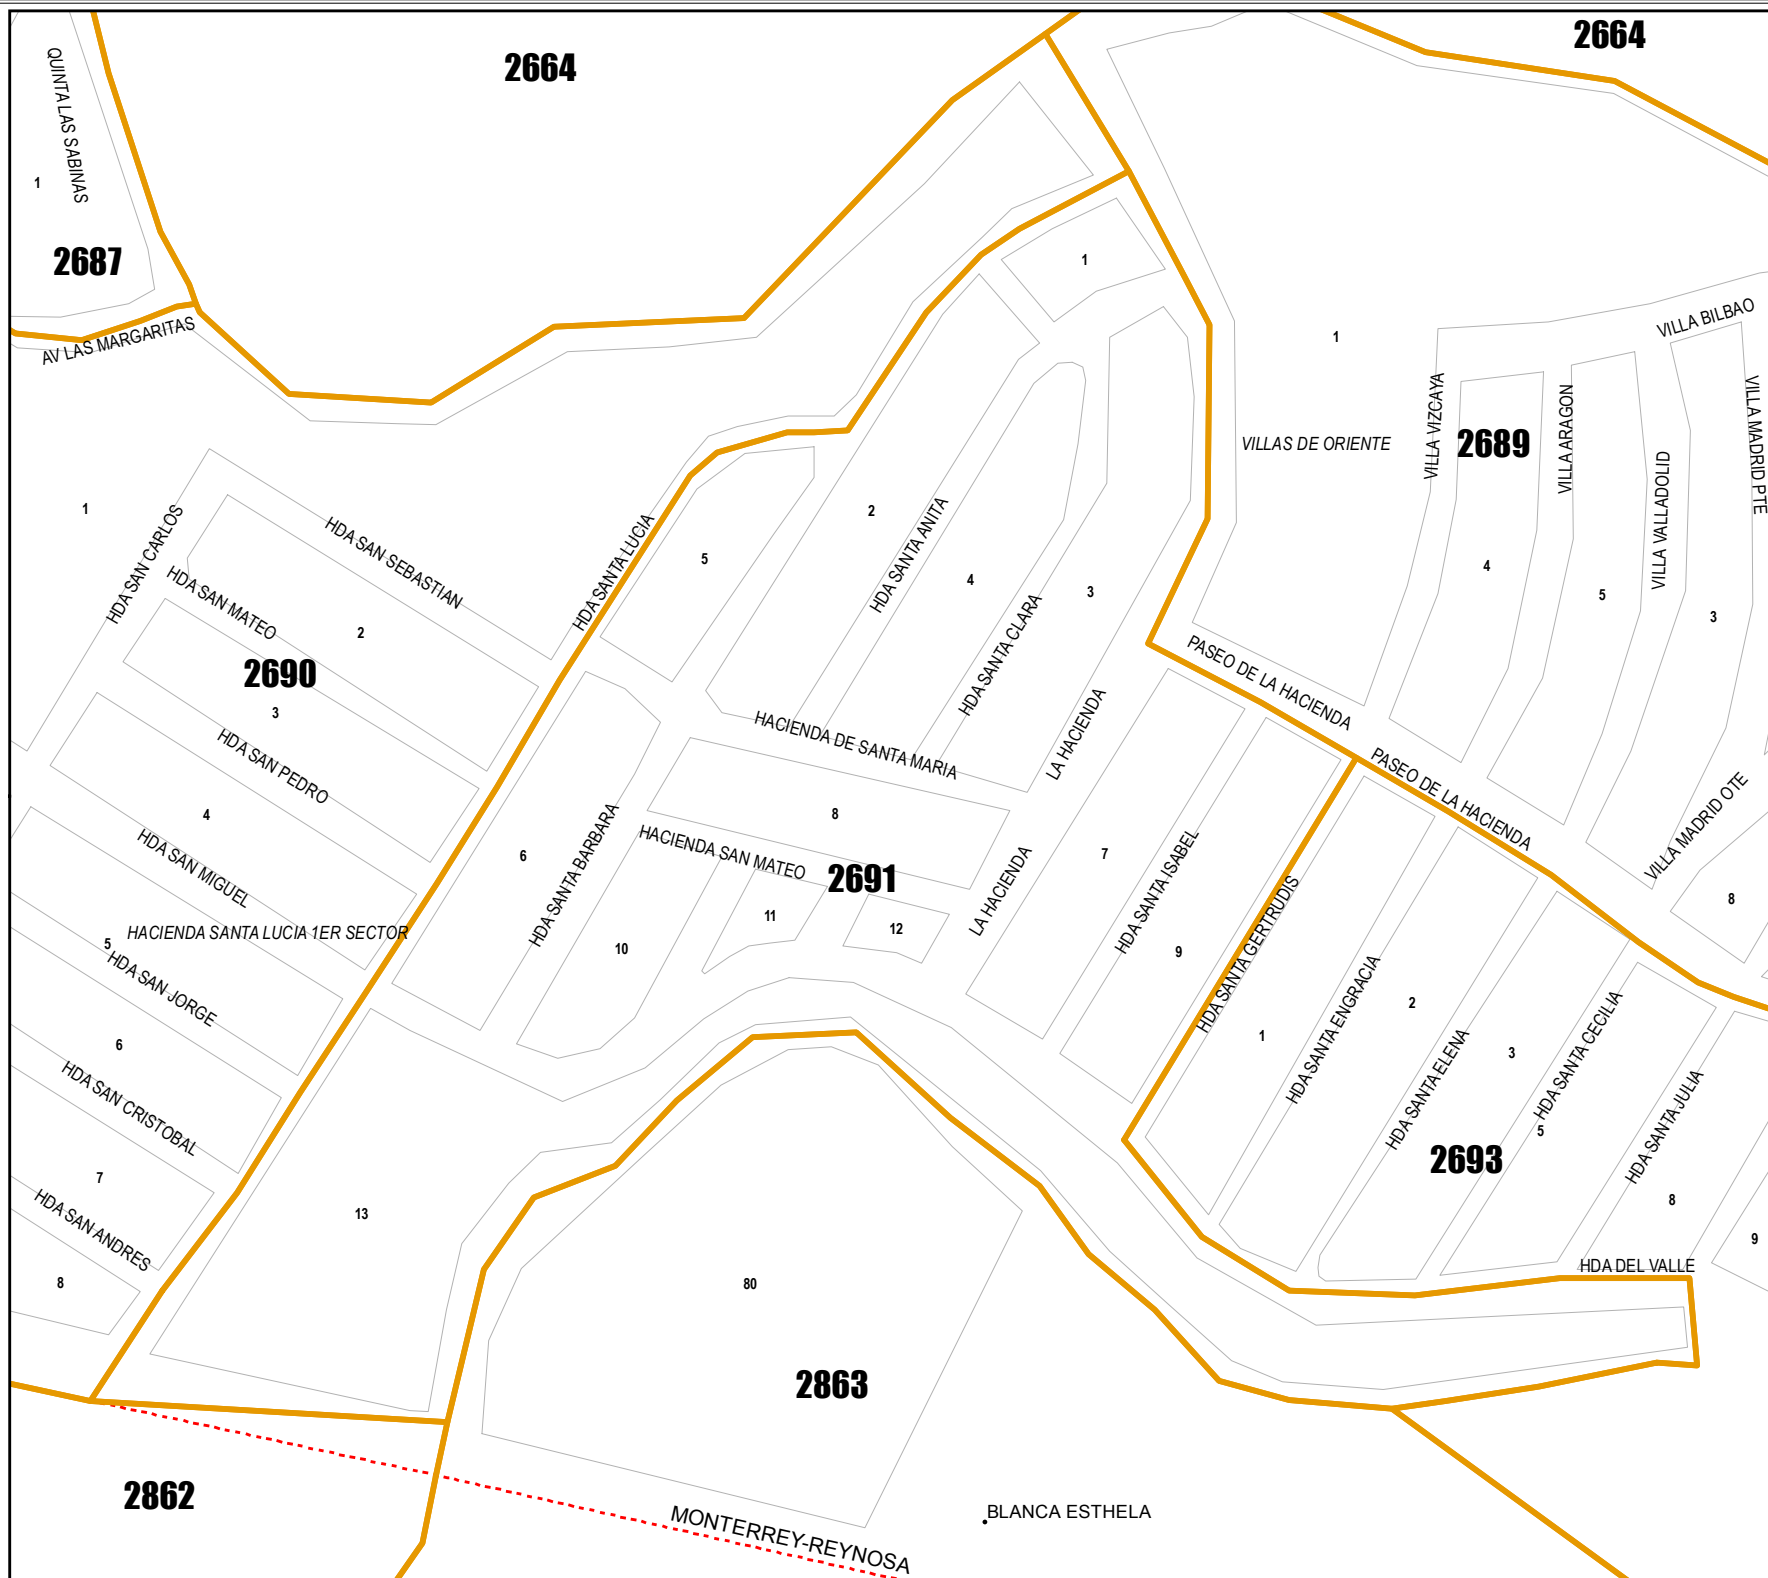 2664
2664
QUINTA LAS SABINAS
1
2687
AV LAS MARGARITAS
1
1
VILLA BILBAO
VILLA VIZCAYA
VILLA ARAGON
VILLA MADRID PTE
VILLAS DE ORIENTE
2689
VILLA VALLADOLID
1
HDA SAN CARLOS
HDA SAN SEBASTIAN
HDA SANTA LUCIA
2
HDA SANTA ANITA
5
4
HDA SANTA CLARA
3
4
5
3
HDA SAN MATEO
2
2690
3
PASEO DE LA HACIENDA
HACIENDA DE SANTA MARIA
LA HACIENDA
HDA SAN PEDRO
PASEO DE LA HACIENDA
VILLA MADRID OTE
4
8
HDA SANTA BARBARA
HACIENDA SAN MATEO
HDA SAN MIGUEL
6
2691
7
HDA SANTA ISABEL
LA HACIENDA
HDA SANTA GERTRUDIS
8
11
12
HACIENDA SANTA LUCIA 1ER SECTOR
5
10
9
HDA SAN JORGE
HDA SANTA ENGRACIA
2
HDA SANTA CECILIA
6
1
3
HDA SANTA ELENA
HDA SAN CRISTOBAL
HDA SANTA JULIA
5
2693
7
HDA SAN ANDRES
13
8
9
HDA DEL VALLE
8
80
2863
2862
MONTERREY-REYNOSA
BLANCA ESTHELA